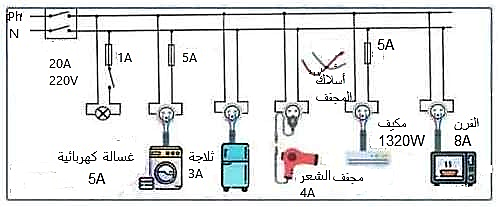 Ph
N
20A
220V
1A
5A
أسلاك
المجفف
5A
غسالة كهربائية
5A
ثلاجة
3A
مجفف الشعر
4A
مكيف
1320W
الفرن
8A